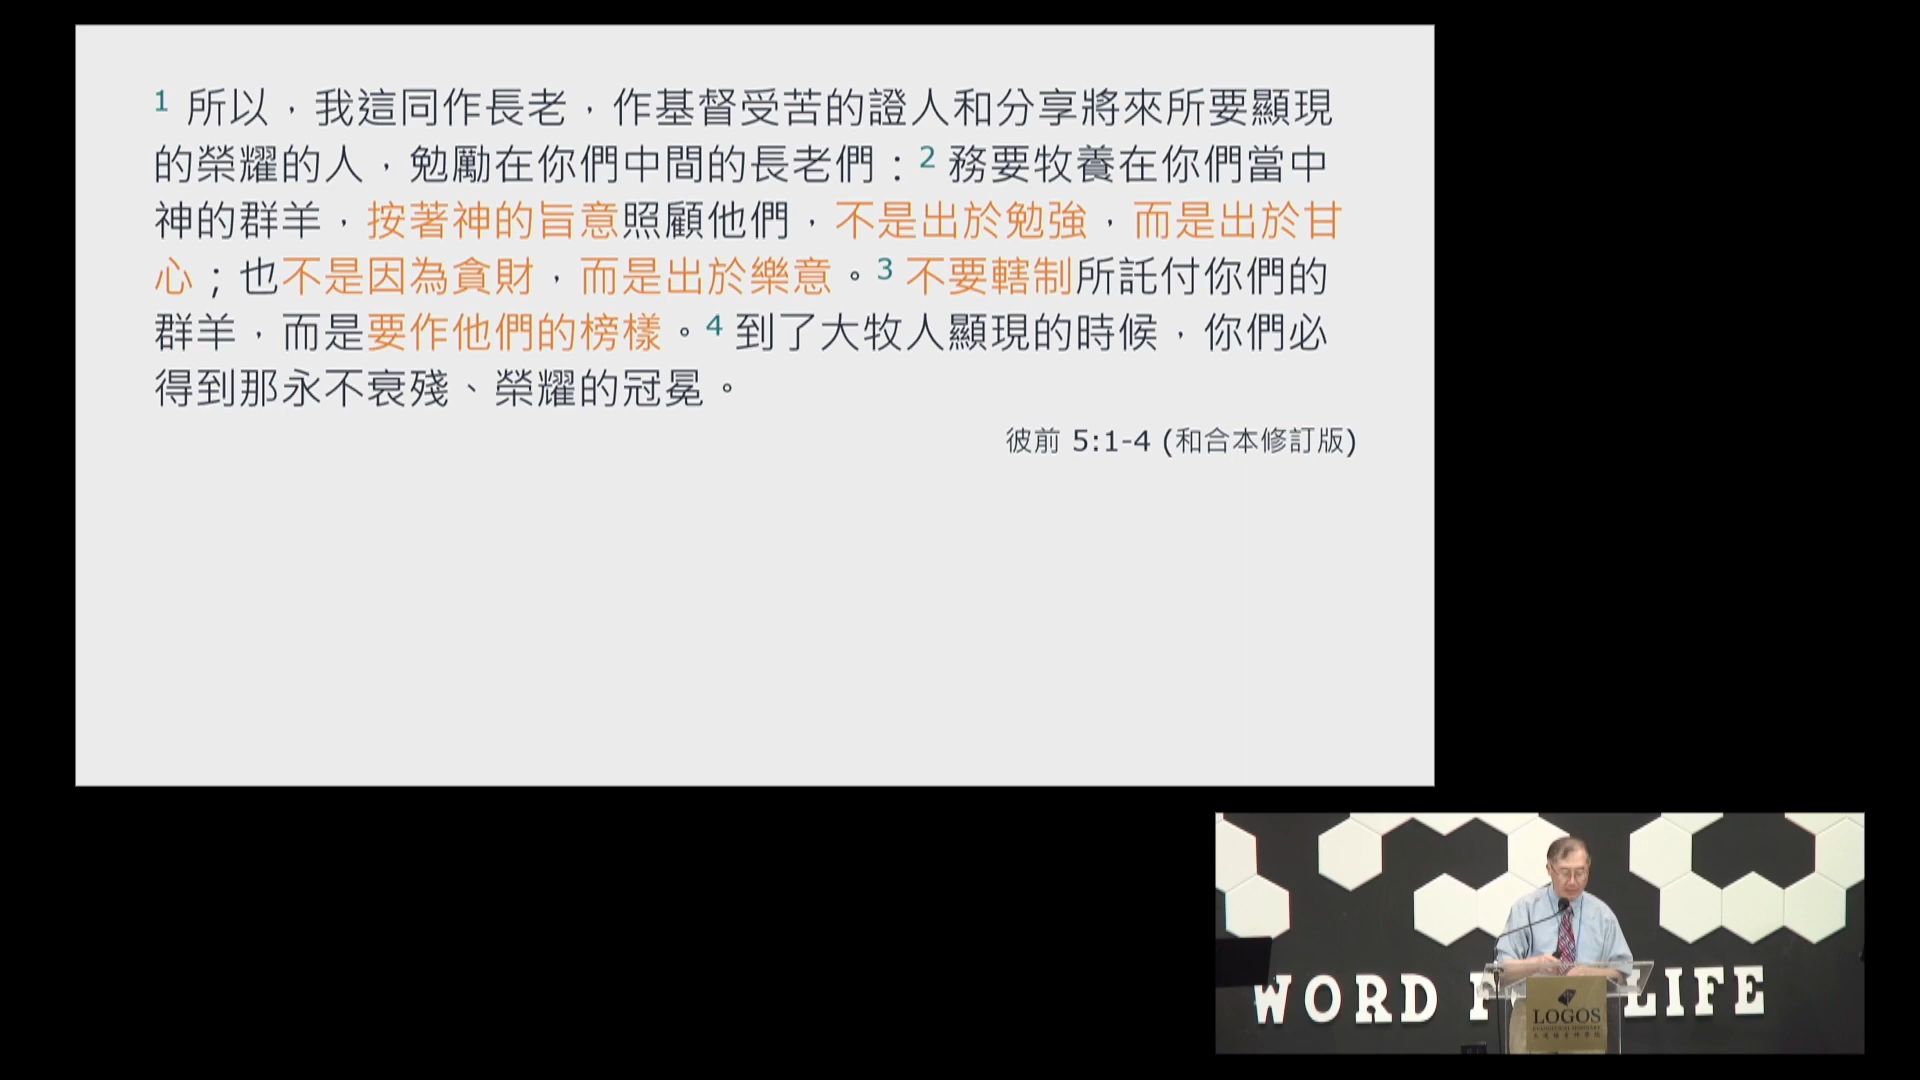 1 所以，我這同作長老，作基督受苦的證人和分享將來所要顯現
的榮耀的人，勉勵在你們中間的長老們：2 務要牧養在你們當中
神的群羊，按著神的旨意照顧他們，不是出於勉強，而是出於甘
心；也不是因為貪財，而是出於樂意。3 不要轄制所託付你們的
群羊，而是要作他們的榜樣。4 到了大牧人顯現的時候，你們必
得到那永不衰殘、榮耀的冠冕。
彼前 5:1-4 (和合本修訂版)
WORD F LIFE
LOGOS
EVANGELICAL SEMINARY